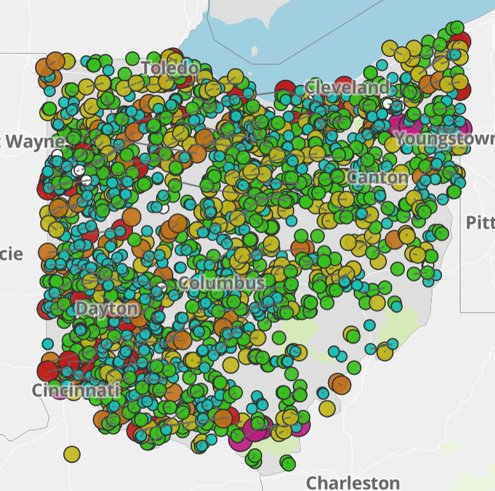 Toledo
Cleveland
Wayne
Youngstown
Canton
Pitt
cie
Columbus
Dayton
Cincinnati
Charleston